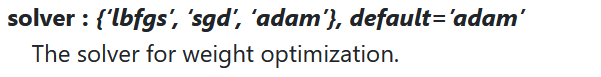 solver : {‘lbfgs’, ‘sgd’, ‘adam’}, default=’adam’
The solver for weight optimization.